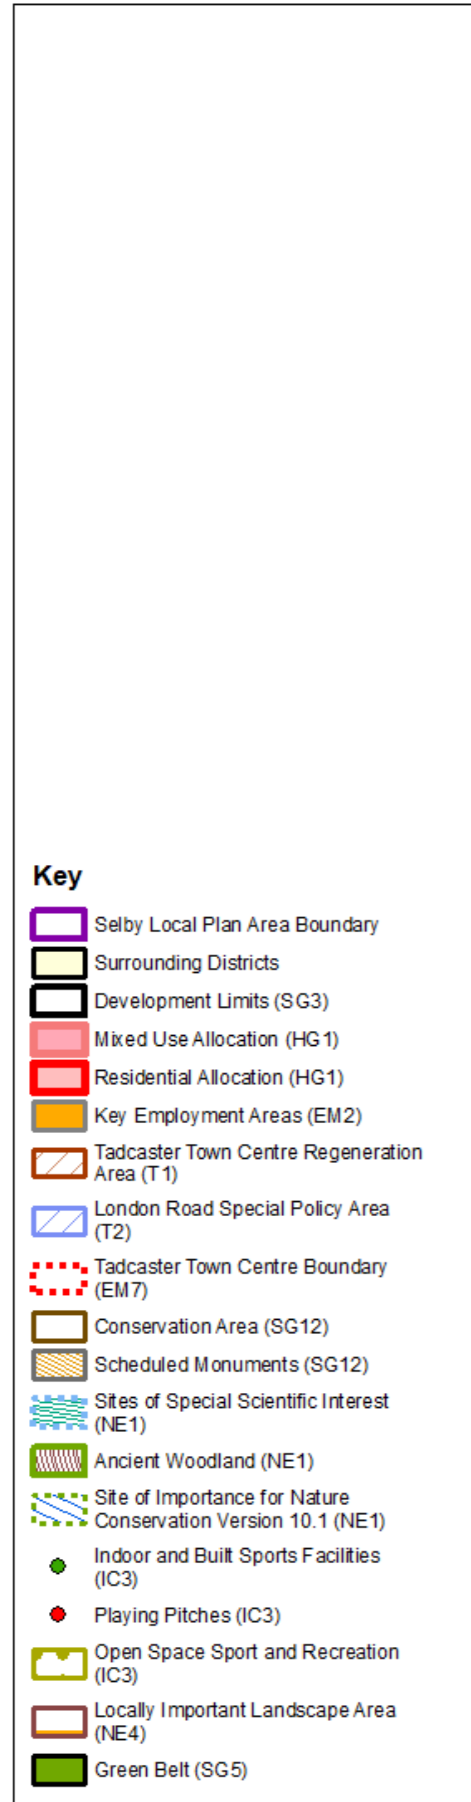 Key
Selby Local Plan Area Boundary
Surrounding Districts
Development Limits (SG3)
Mixed Use Allocation (HG1)
Residential Allocation (HG1)
Key Employment Areas (EM2)
Tadcaster Town Centre Regeneration
Area (T1)
London Road Special Policy Area
(T2)
Tadcaster Town Centre Boundary
(EM7)
Conservation Area (SG12)
Scheduled Monuments (SG12)
Sites of Special Scientific Interest
(NE1)
Ancient Woodland (NE1)
Site of Importance for Nature
Conservation Version 10.1 (NE1)
Indoor and Built Sports Facilities
(IC3)
Playing Pitches (IC3)
Open Space Sport and Recreation
(IC3)
Locally Important Landscape Area
(NE4)
Green Belt (SG5)